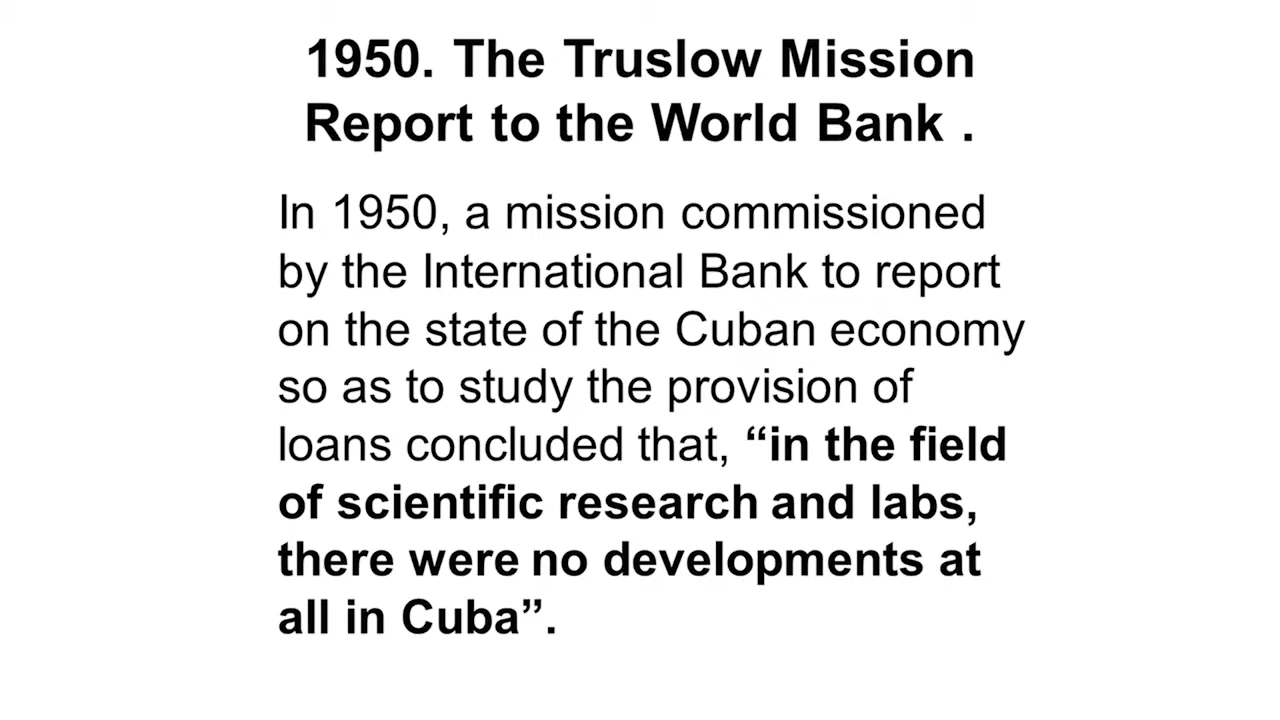 1950. The Truslow Mission
Report to the World Bank .
In 1950, a mission commissioned
by the International Bank to report
on the state of the Cuban economy
so as to study the provision of
loans concluded that, “in the field
of scientific research and labs,
there were no developments at
all in Cuba”.